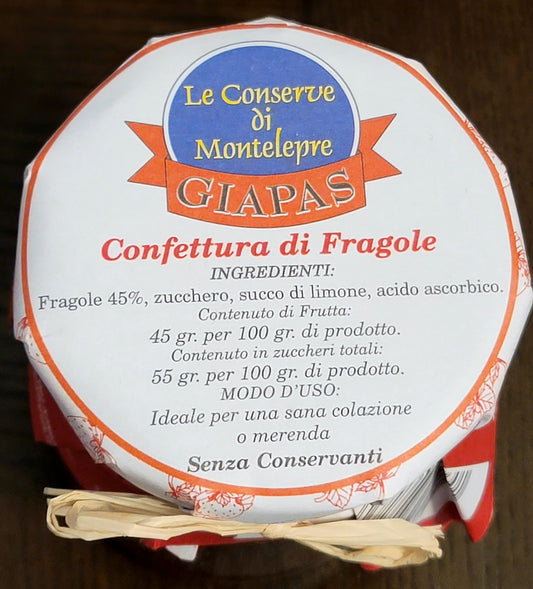 Le Conserve
di
Montelepre
GIAPAS
Confettura di Fragole
INGREDIENTI:
Fragole 45%, zucchero, succo di limone, acido ascorbico.
Contenuto di Frutta:
45 gr. per 100 gr. di prodotto.
Contenuto in zuccheri totali:
55 gr. per 100 gr. di prodotto.
MODO D'USO:
Ideale per una sana colazione
o merenda
Senza Conservanti